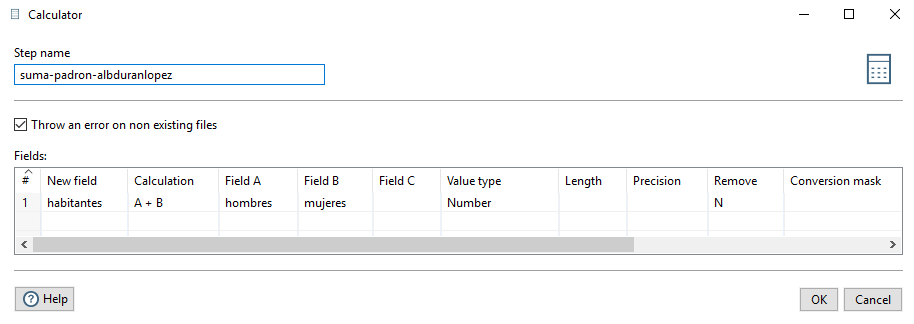 Calculator
Step name
suma-padron-albduranlopez
Throw an error on non existing files
Fields:
# New field Calculation Field A Field B Field C Value type Length Precision Remove Conversion mask
1 habitantes A + B hombres mujeres Number N
Help OK Cancel